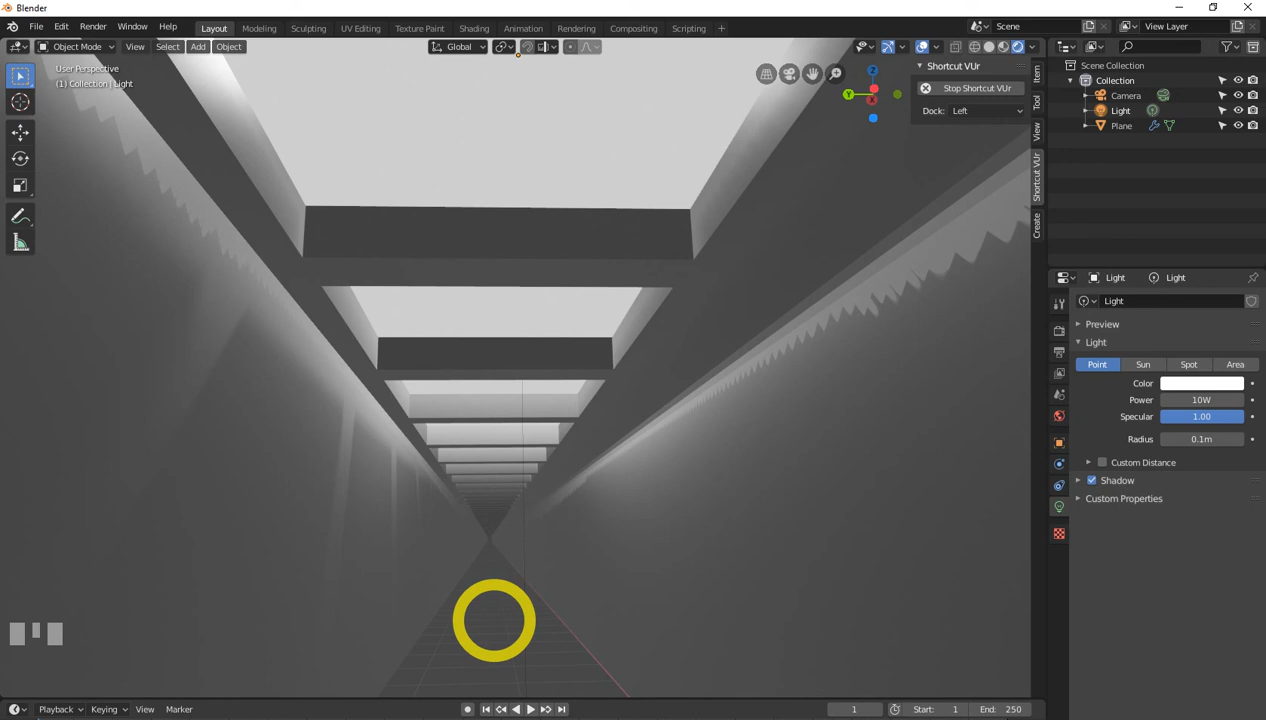 Blender
File Edit Render Window Help
Layout Modeling Sculpting UV Editing Texture Paint Shading Animation Rendering Compositing Scripting +
Scene
View Layer
Object Mode View Select Add Object
Global
User Perspective
(1) Collection | Light
Z
Y
X
Shortcut VUr
Stop Shortcut VUr
Dock: Left
Item
Tool
View
Shortcut VUr
Create
Scene Collection
Collection
Camera
Light
Plane
Light Light
Light
Preview
Light
Point Sun Spot Area
Color
Power 10W
Specular 1.00
Radius 0.1m
Custom Distance
Shadow
Custom Properties
Playback Keying View Marker
1 Start: 1 End: 250